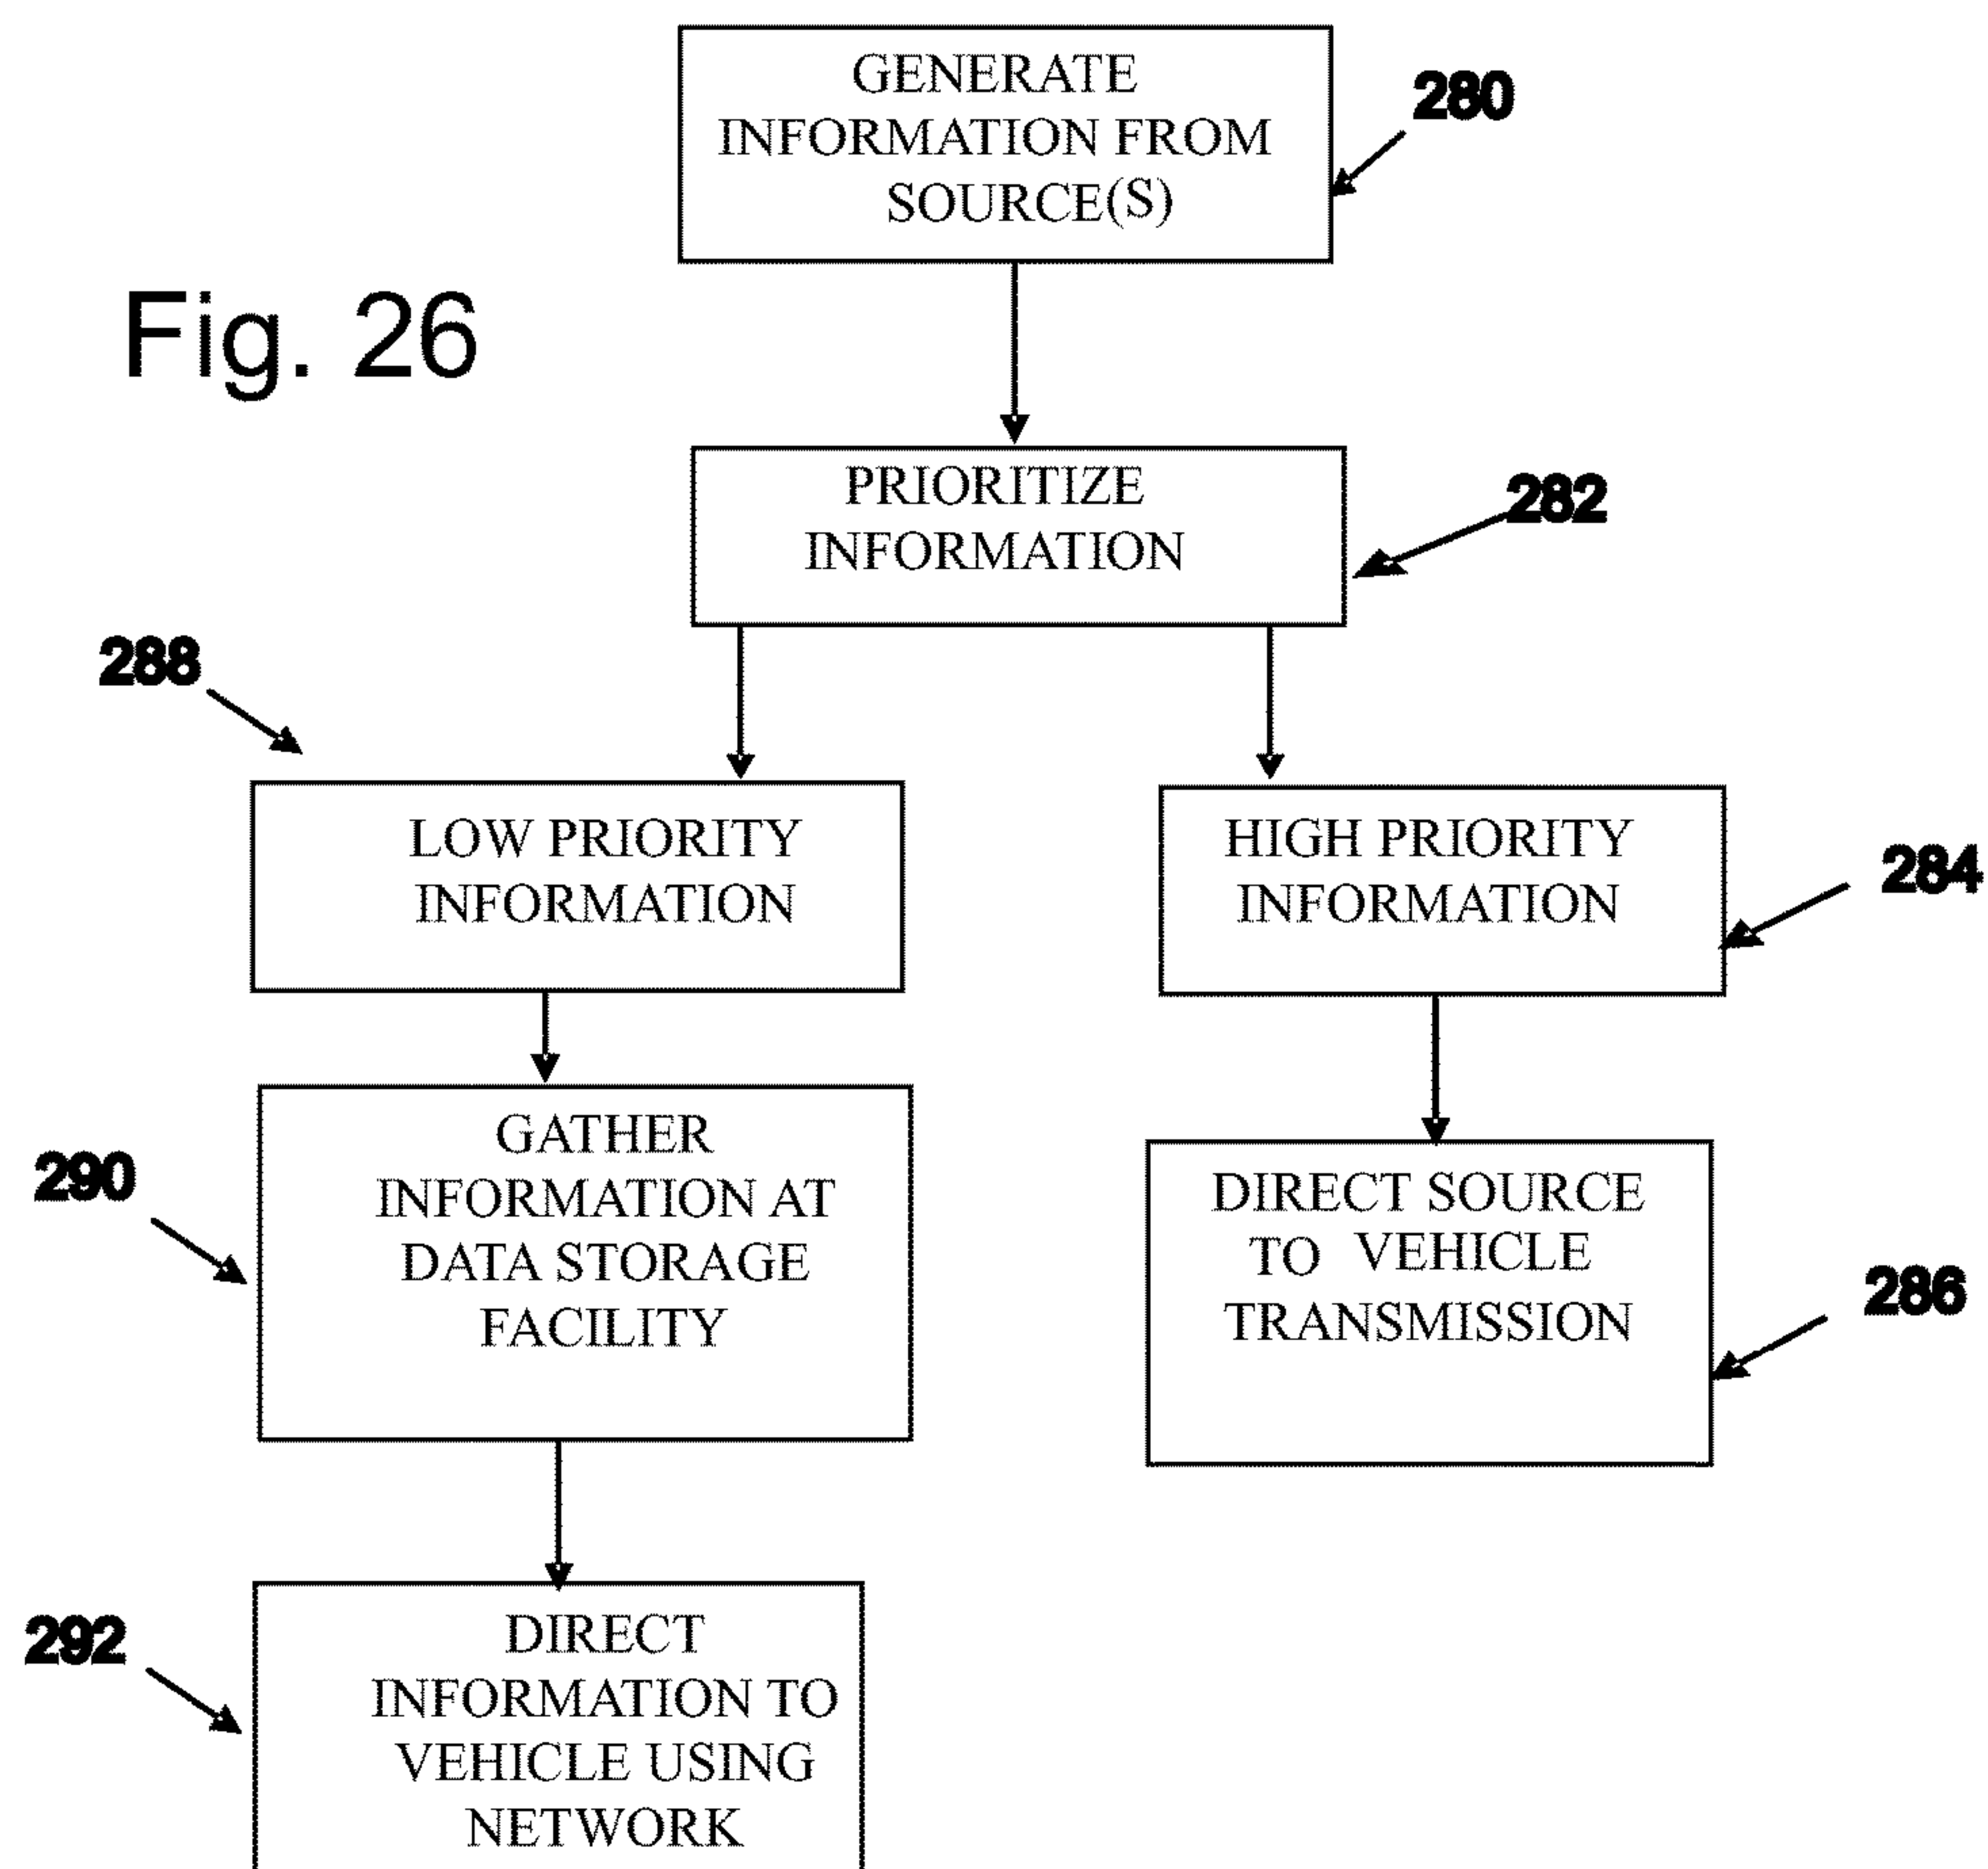 GENERATE
INFORMATION FROM
SOURCE(S)
280
Fig. 26
PRIORITIZE
INFORMATION
282
288
LOW PRIORITY
INFORMATION
HIGH PRIORITY
INFORMATION
284
290
GATHER
INFORMATION AT
DATA STORAGE
FACILITY
DIRECT SOURCE
TO VEHICLE
TRANSMISSION
286
292
DIRECT
INFORMATION TO
VEHICLE USING
NETWORK